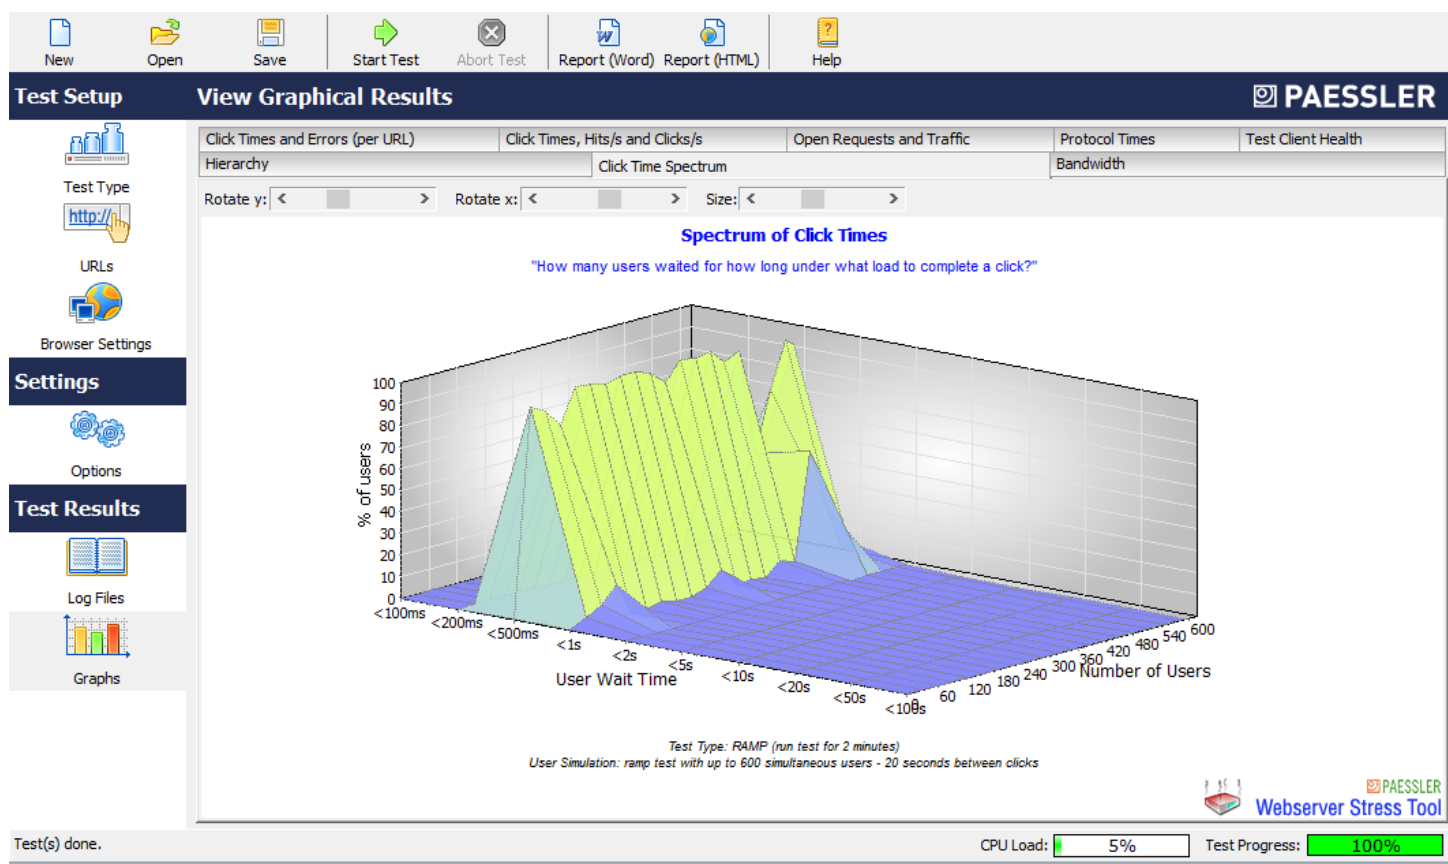 New Open Save Start Test Abort Test Report (Word) Report (HTML) Help
Test Setup
View Graphical Results
PAESSLER
Click Times and Errors (per URL) Click Times, Hits/s and Clicks/s Open Requests and Traffic Protocol Times Test Client Health
Hierarchy Click Time Spectrum Bandwidth
Test Type
http://
URLs
Browser Settings
Settings
Options
Test Results
Log Files
Graphs
Rotate y: < > Rotate x: < > Size: < >
Spectrum of Click Times
"How many users waited for how long under what load to complete a click?"
% of users
100
90
80
70
60
50
40
30
20
10
0
<100ms <200ms <500ms <1s <2s <5s <10s <20s <50s <100s
User Wait Time
0 60 120 180 240 300 360 420 480 540 600
Number of Users
Test Type: RAMP (run test for 2 minutes)
User Simulation: ramp test with up to 600 simultaneous users - 20 seconds between clicks
PAESSLER
Webserver Stress Tool
Test(s) done. CPU Load: 5% Test Progress: 100%